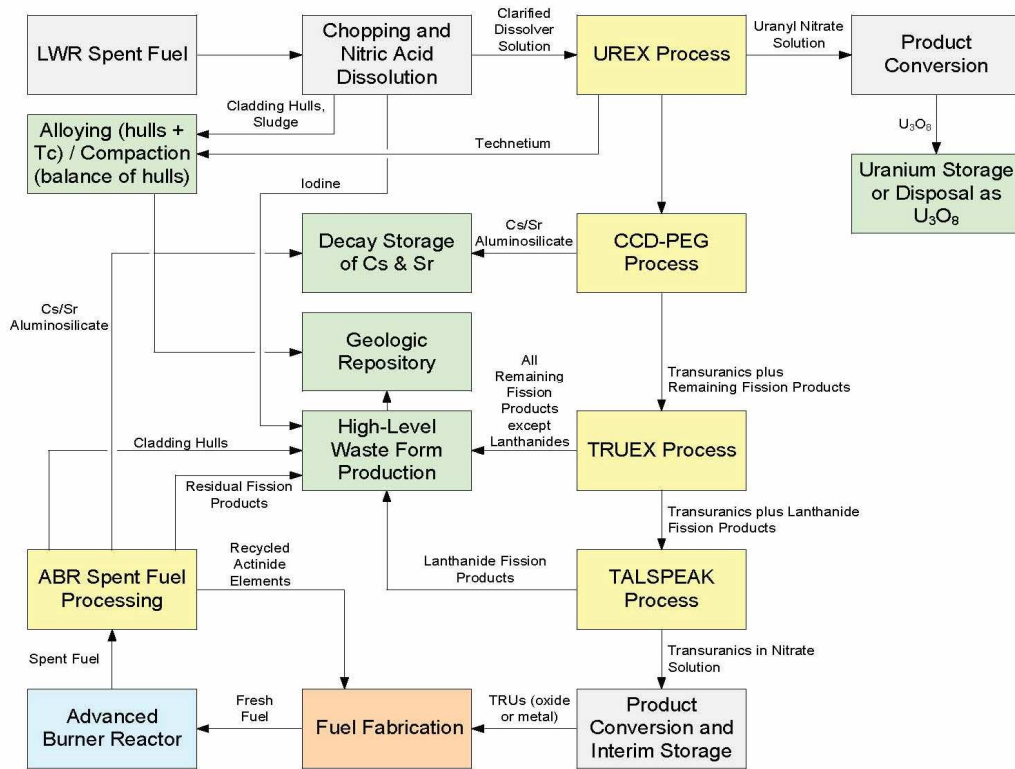 LWR Spent Fuel
Chopping and
Nitric Acid
Dissolution
Clarified
Dissolver
Solution
UREX Process
Uranyl Nitrate
Solution
Product
Conversion
Cladding Hulls,
Sludge
Alloying (hulls +
Tc) / Compaction
(balance of hulls)
Technetium
U₃O₈
Iodine
Uranium Storage
or Disposal as
U₃O₈
Decay Storage
of Cs & Sr
Cs/Sr
Aluminosilicate
CCD-PEG
Process
Cs/Sr
Aluminosilicate
Geologic
Repository
All
Remaining
Fission
Products
except
Lanthanides
Transuranics plus
Remaining Fission Products
Cladding Hulls
High-Level
Waste Form
Production
TRUEX Process
Residual Fission
Products
Transuranics plus Lanthanide
Fission Products
ABR Spent Fuel
Processing
Recycled
Actinide
Elements
Lanthanide Fission
Products
TALSPEAK
Process
Spent Fuel
Transuranics in Nitrate
Solution
Advanced
Burner Reactor
Fresh
Fuel
Fuel Fabrication
TRUs (oxide
or metal)
Product
Conversion and
Interim Storage